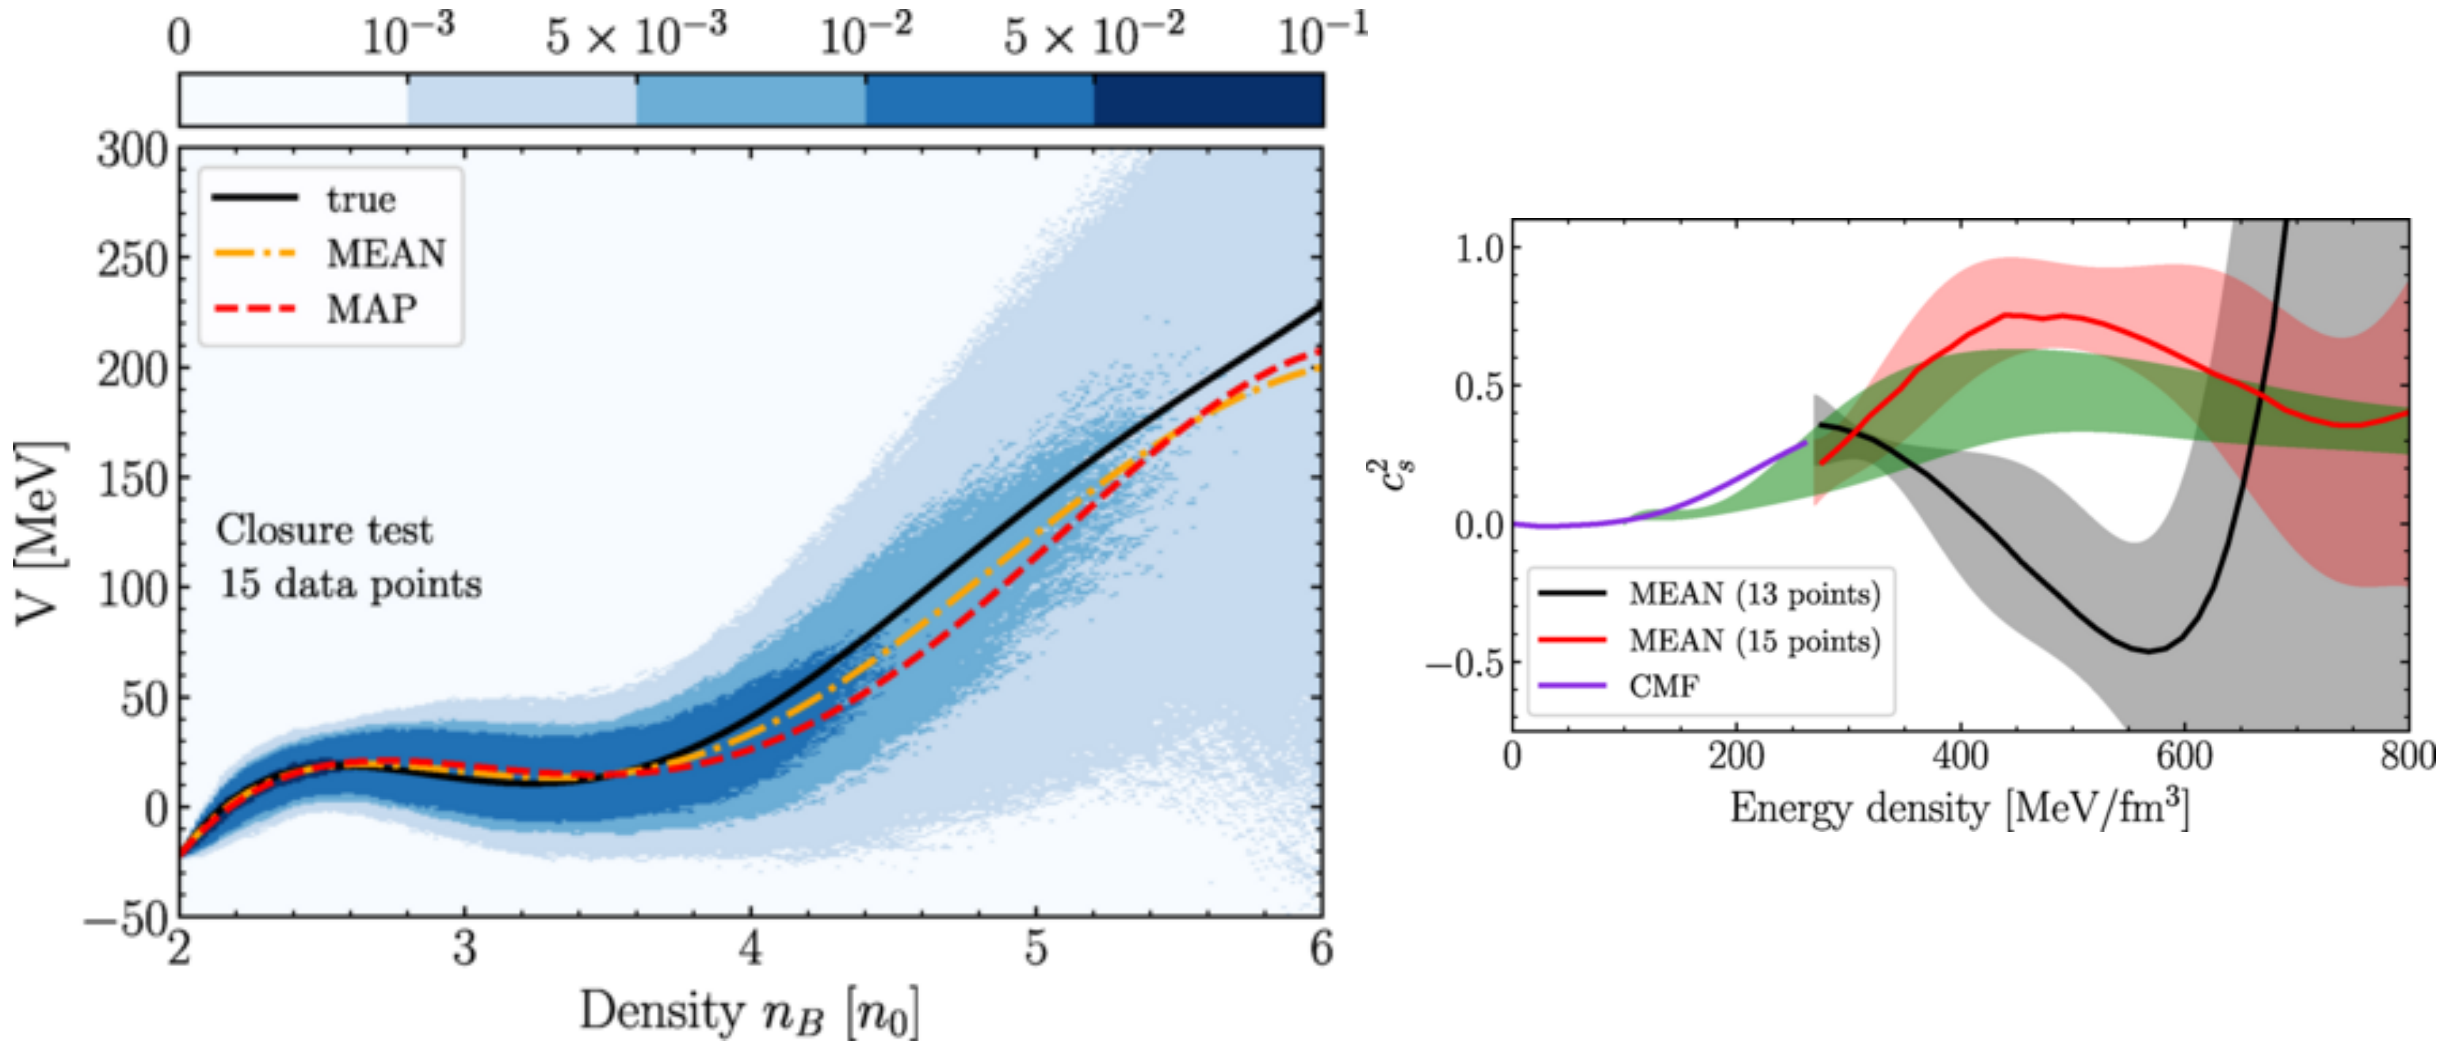 0 10⁻³ 5 × 10⁻³ 10⁻² 5 × 10⁻² 10⁻¹
300
250
200
150
100
50
0
−50
V [MeV]
true
MEAN
MAP
Closure test
15 data points
2 3 4 5 6
Density n_B [n_0]
1.0
0.5
0.0
−0.5
c_s^2
MEAN (13 points)
MEAN (15 points)
CMF
0 200 400 600 800
Energy density [MeV/fm³]